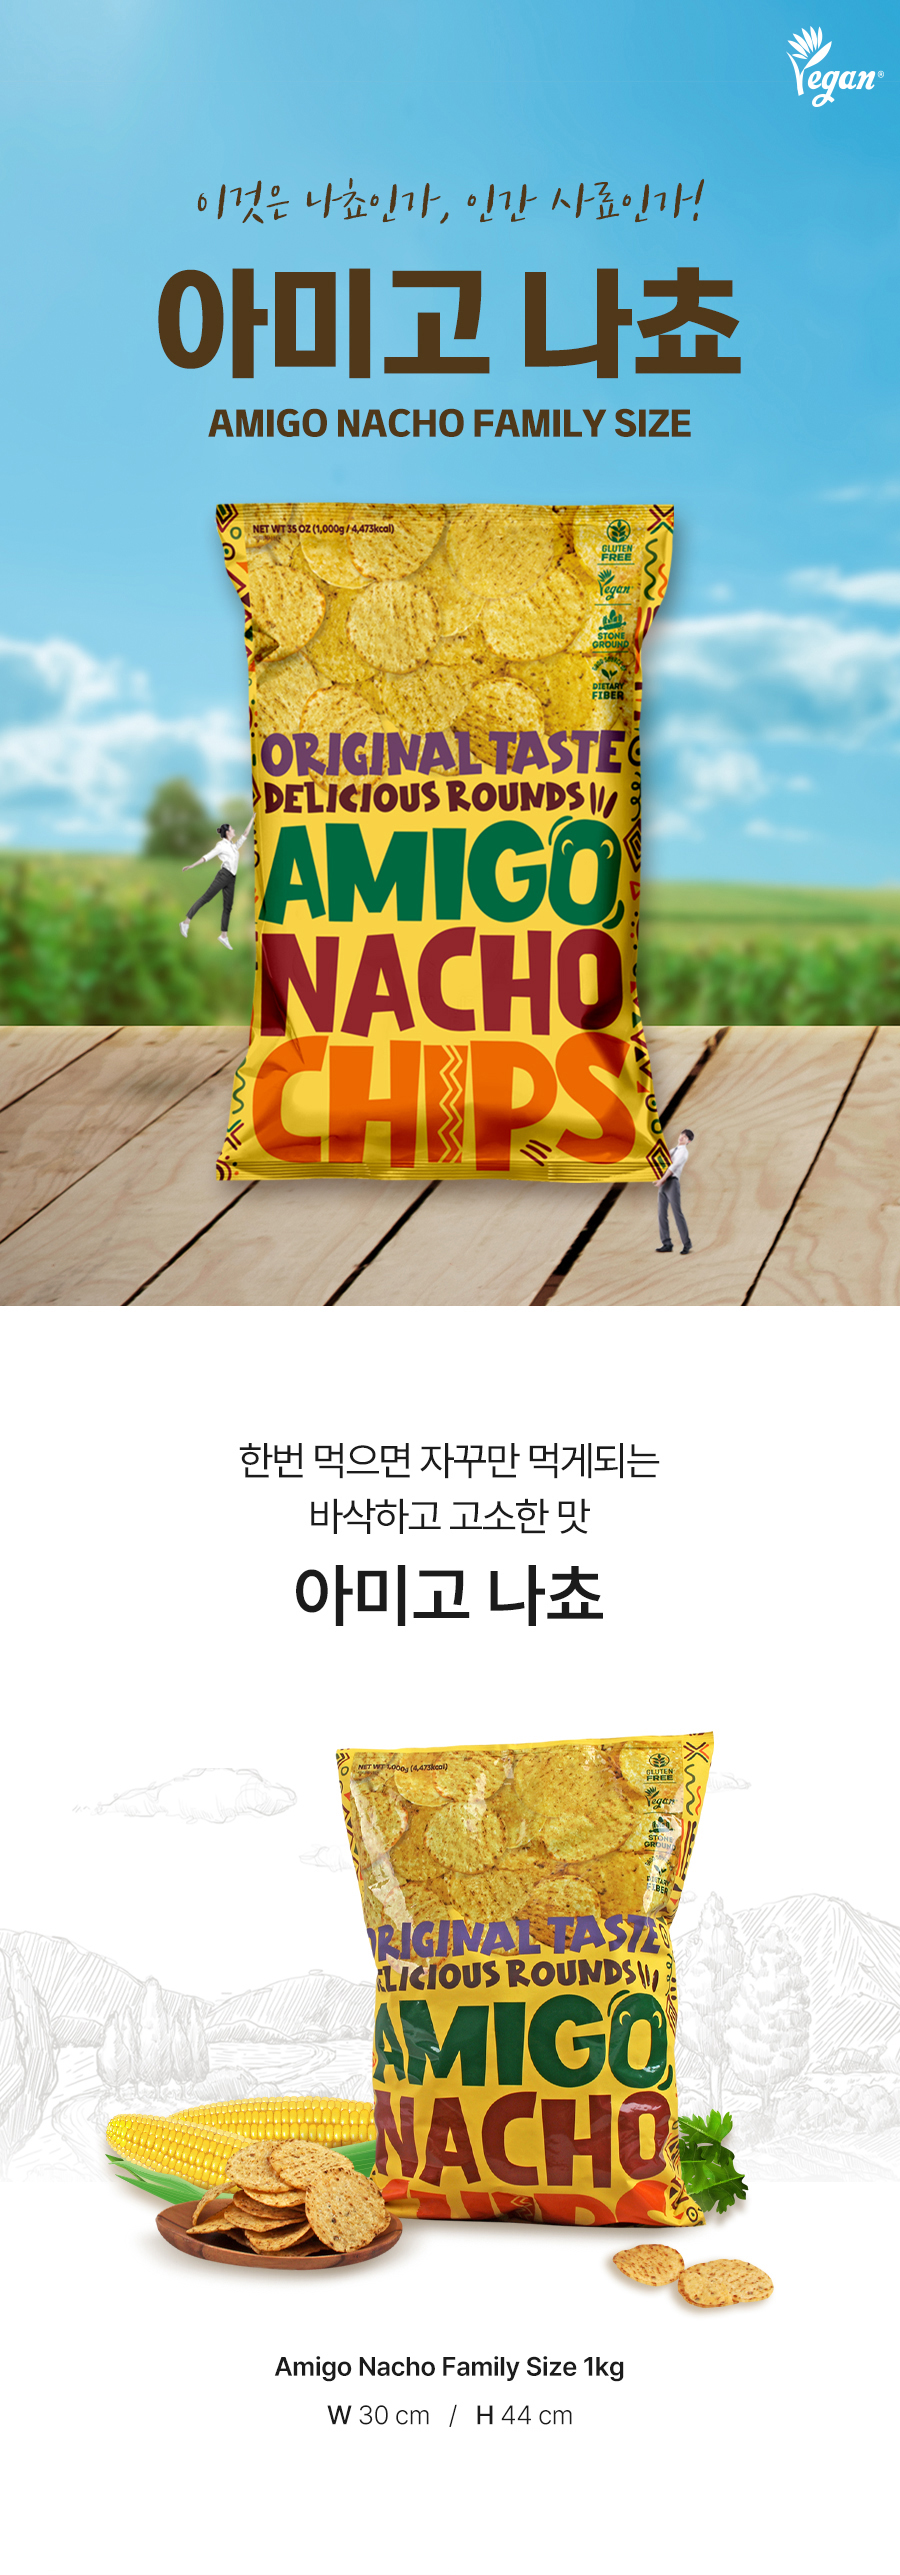 Vegan®
이것은 나쵸인가, 인간 사료인가!
아미고 나쵸
AMIGO NACHO FAMILY SIZE
NET WT 35 OZ (1,000g / 4,473kcal)
GLUTEN
FREE
Vegan
STONE
GROUND
DIETARY
FIBER
ORIGINAL TASTE
DELICIOUS ROUNDS
AMIGO
NACHO
CHIPS
한번 먹으면 자꾸만 먹게되는
바삭하고 고소한 맛
아미고 나쵸
NET WT 1,000g (4,473kcal)
GLUTEN
FREE
Vegan
STONE
GROUND
DIETARY
FIBER
ORIGINAL TASTE
DELICIOUS ROUNDS
AMIGO
NACHO
CHIPS
Amigo Nacho Family Size 1kg
W 30 cm / H 44 cm